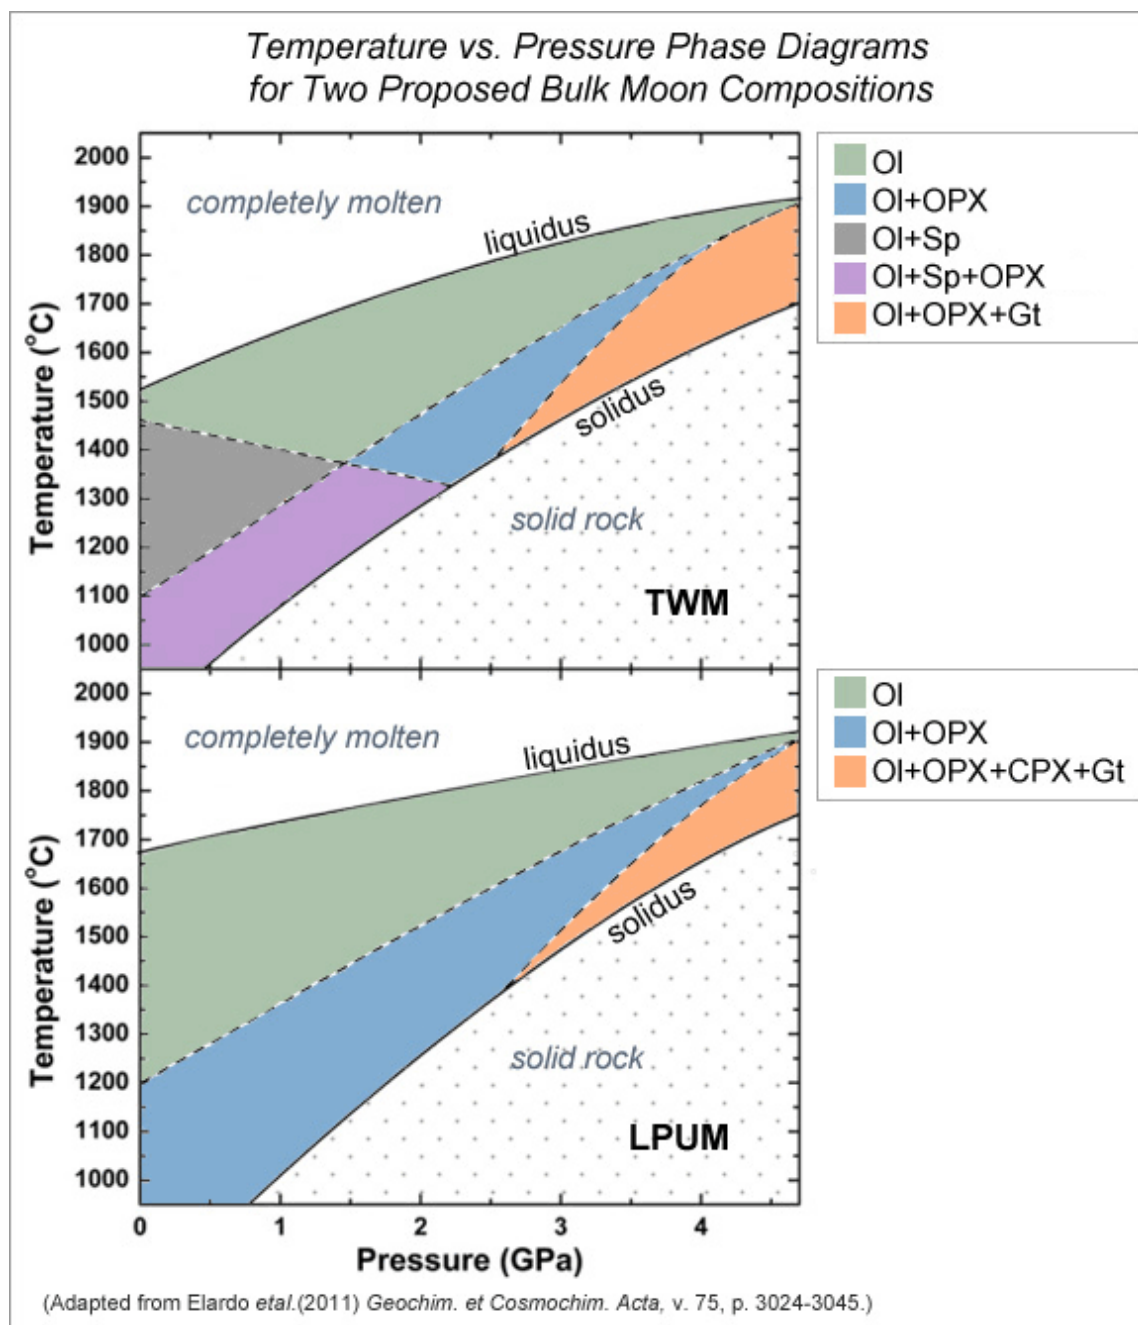 Temperature vs. Pressure Phase Diagrams
for Two Proposed Bulk Moon Compositions
2000
1900
1800
1700
1600
1500
1400
1300
1200
1100
1000
Temperature (°C)
completely molten
liquidus
solidus
solid rock
TWM
Ol
Ol+OPX
Ol+Sp
Ol+Sp+OPX
Ol+OPX+Gt
2000
1900
1800
1700
1600
1500
1400
1300
1200
1100
1000
Temperature (°C)
completely molten
liquidus
solidus
solid rock
LPUM
Ol
Ol+OPX
Ol+OPX+CPX+Gt
0 1 2 3 4
Pressure (GPa)
(Adapted from Elardo etal.(2011) Geochim. et Cosmochim. Acta, v. 75, p. 3024-3045.)